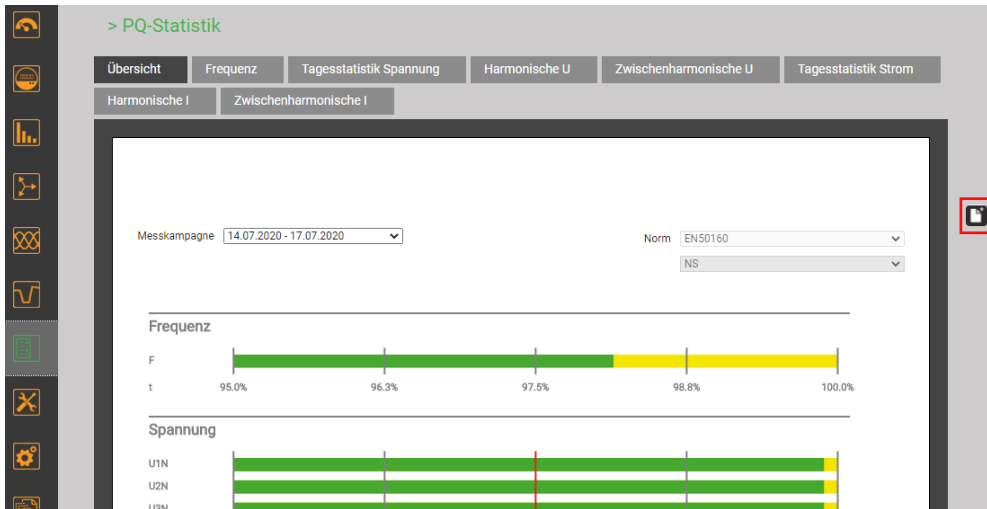 > PQ-Statistik
Übersicht Frequenz Tagesstatistik Spannung Harmonische U Zwischenharmonische U Tagesstatistik Strom
Harmonische I Zwischenharmonische I
Messkampagne 14.07.2020 - 17.07.2020 Norm EN50160
NS
Frequenz
F
t 95.0% 96.3% 97.5% 98.8% 100.0%
Spannung
U1N
U2N
U3N